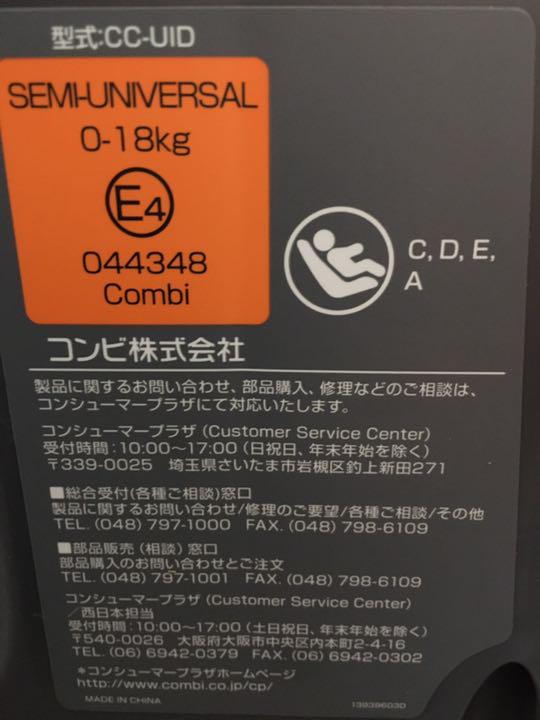 型式:CC-UID
SEMI-UNIVERSAL
0-18kg
E4
044348
Combi
C, D, E,
A
コンビ株式会社
製品に関するお問い合わせ、部品購入、修理などのご相談は、
コンシューマープラザにて対応いたします。
コンシューマープラザ (Customer Service Center)
受付時間:10:00~17:00 (日祝日、年末年始を除く)
〒339-0025 埼玉県さいたま市岩槻区釣上新田271
■総合受付(各種ご相談)窓口
製品に関するお問い合わせ/修理のご要望/各種ご相談/その他
TEL. (048) 797-1000 FAX. (048) 798-6109
■部品販売 (相談) 窓口
部品購入のお問い合わせとご注文
TEL. (048) 797-1001 FAX. (048) 798-6109
コンシューマープラザ (Customer Service Center)
/西日本担当
受付時間:10:00~17:00 (土日祝日、年末年始を除く)
〒540-0026 大阪府大阪市中央区内本町2-4-16
TEL. (06) 6942-0379 FAX. (06) 6942-0302
*コンシューマープラザホームページ
http://www.combi.co.jp/cp/
MADE IN CHINA
139396030